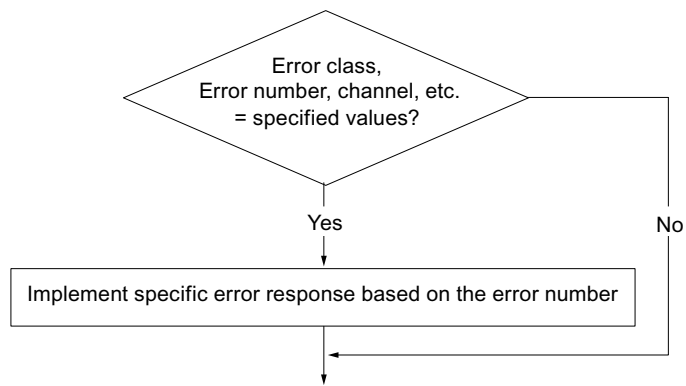 Error class,
Error number, channel, etc.
= specified values?
Yes
No
Implement specific error response based on the error number